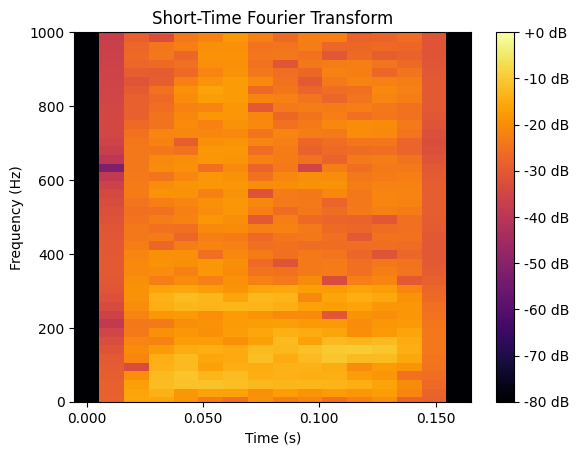 Short-Time Fourier Transform
Frequency (Hz)
1000
800
600
400
200
0
0.000 0.050 0.100 0.150
Time (s)
+0 dB
-10 dB
-20 dB
-30 dB
-40 dB
-50 dB
-60 dB
-70 dB
-80 dB